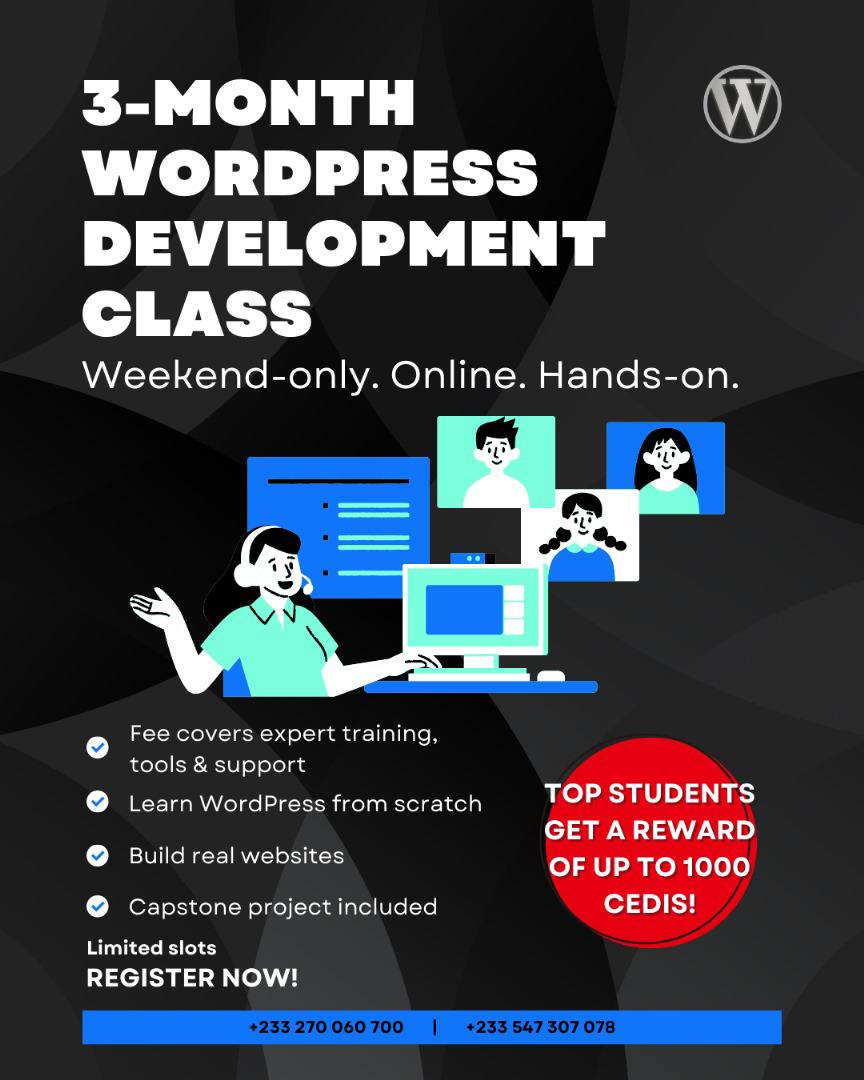 3-MONTH
WORDPRESS
DEVELOPMENT
CLASS
Weekend-only. Online. Hands-on.
Fee covers expert training,
tools & support
Learn WordPress from scratch
Build real websites
Capstone project included
TOP STUDENTS
GET A REWARD
OF UP TO 1000
CEDIS!
Limited slots
REGISTER NOW!
+233 270 060 700 | +233 547 307 078